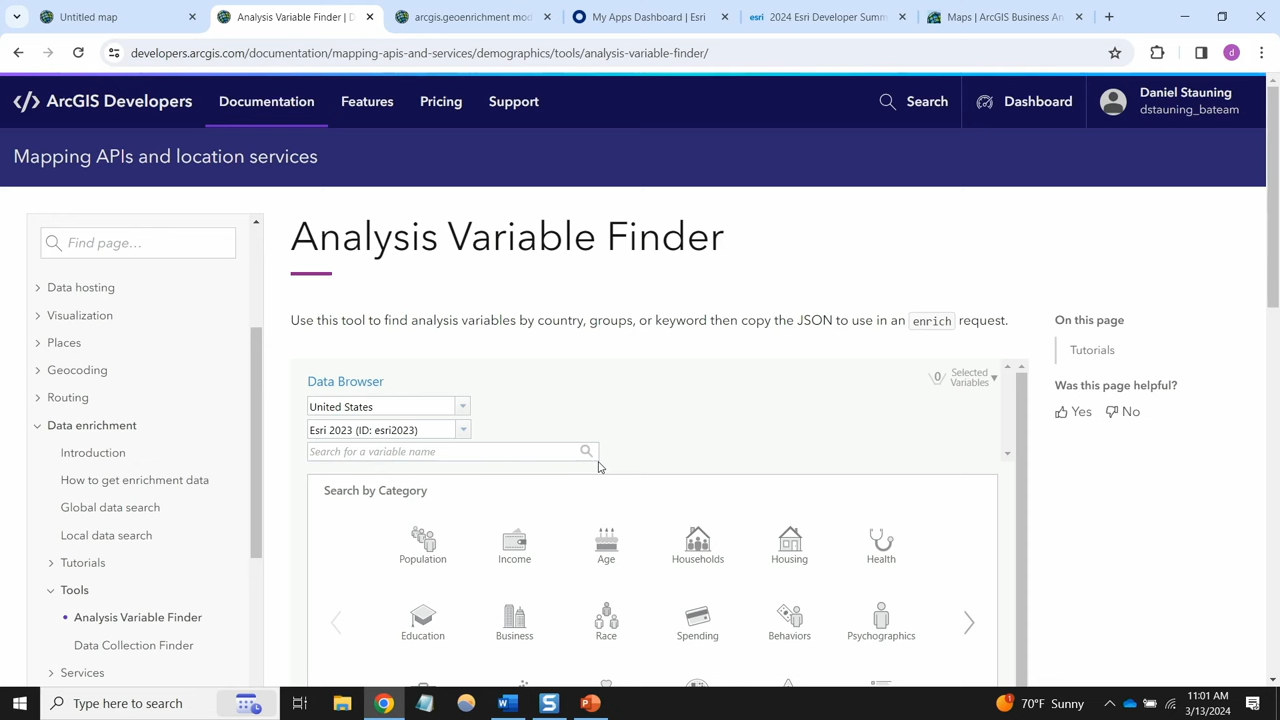 Untitled map
Analysis Variable Finder | D
arcgis.geoenrichment mod
My Apps Dashboard | Esri
esri 2024 Esri Developer Summ
Maps | ArcGIS Business An
developers.arcgis.com/documentation/mapping-apis-and-services/demographics/tools/analysis-variable-finder/
d
ArcGIS Developers
Documentation
Features
Pricing
Support
Search
Dashboard
Daniel Stauning
dstauning_bateam
Mapping APIs and location services
Find page…
Data hosting
Visualization
Places
Geocoding
Routing
Data enrichment
Introduction
How to get enrichment data
Global data search
Local data search
Tutorials
Tools
Analysis Variable Finder
Data Collection Finder
Services
Analysis Variable Finder
Use this tool to find analysis variables by country, groups, or keyword then copy the JSON to use in an enrich request.
Data Browser
0 Selected
Variables
United States
Esri 2023 (ID: esri2023)
Search for a variable name
Search by Category
Population Income Age Households Housing Health
Education Business Race Spending Behaviors Psychographics
On this page
Tutorials
Was this page helpful?
Yes No
Type here to search
70°F Sunny
11:01 AM
3/13/2024